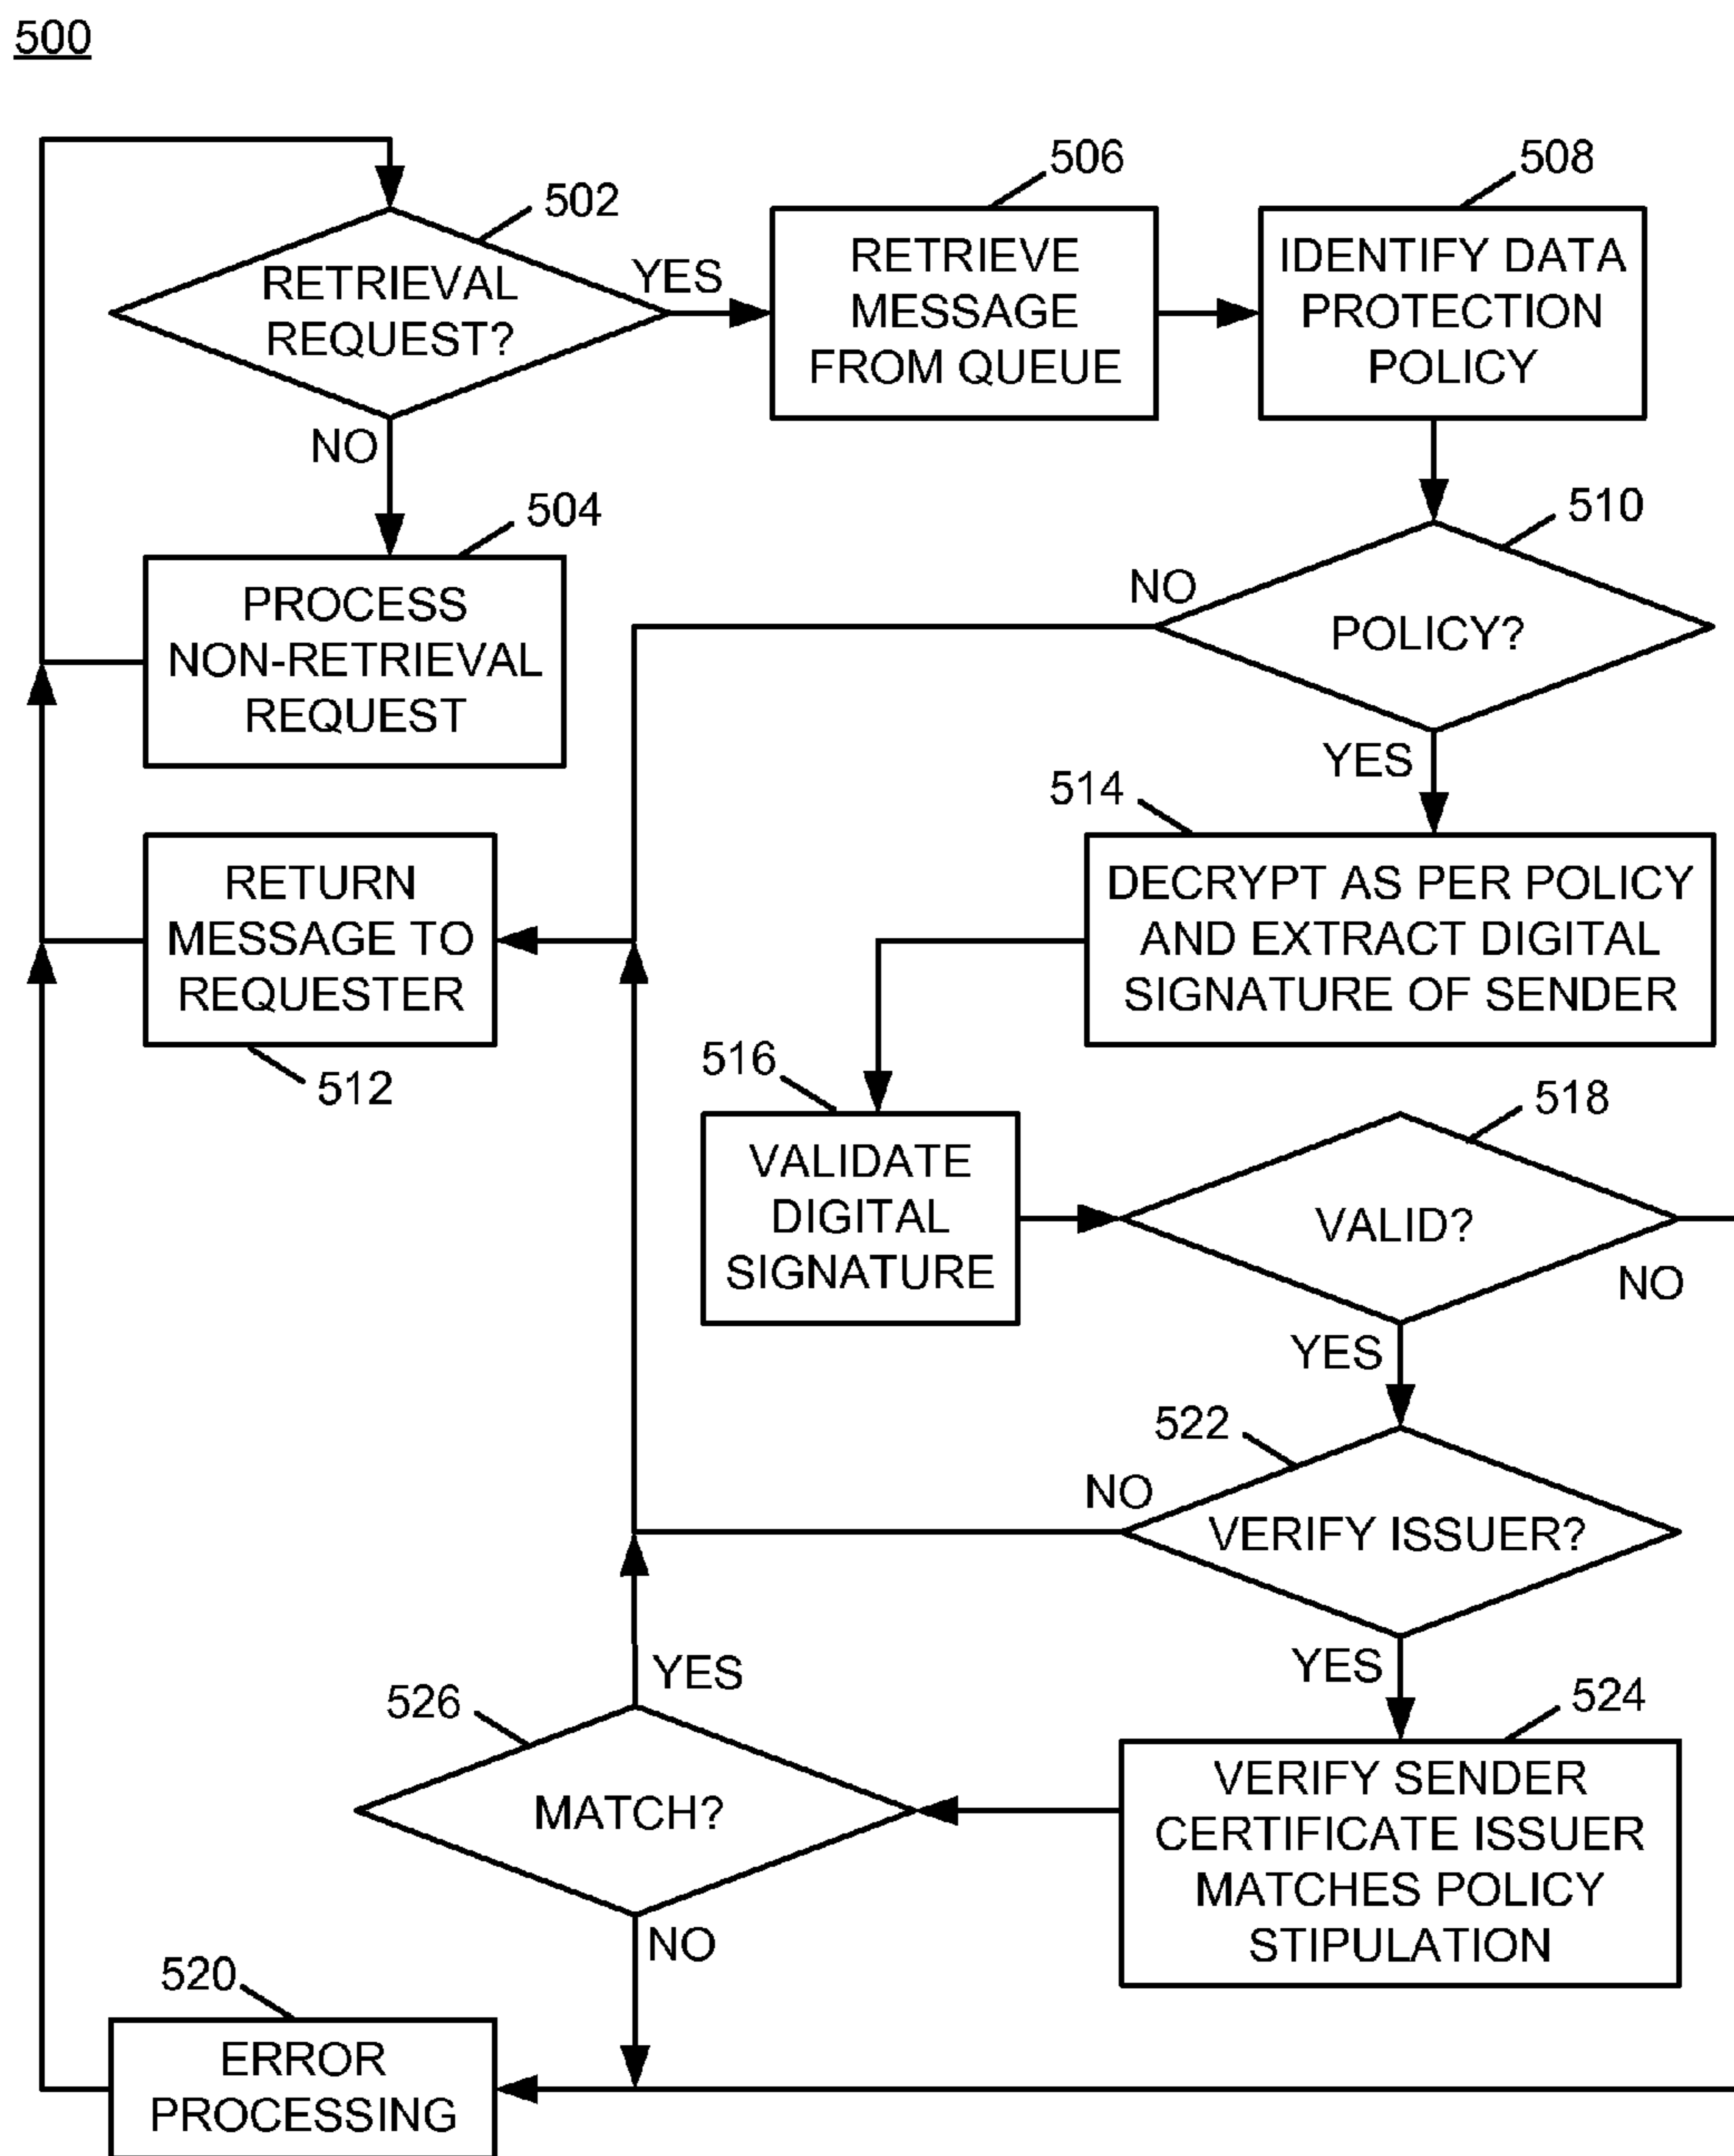 500
502
RETRIEVAL
REQUEST?
YES
NO
506
RETRIEVE
MESSAGE
FROM QUEUE
508
IDENTIFY DATA
PROTECTION
POLICY
504
PROCESS
NON-RETRIEVAL
REQUEST
510
NO
POLICY?
YES
RETURN
MESSAGE TO
REQUESTER
512
514
DECRYPT AS PER POLICY
AND EXTRACT DIGITAL
SIGNATURE OF SENDER
516
VALIDATE
DIGITAL
SIGNATURE
518
VALID?
NO
YES
522
NO
VERIFY ISSUER?
YES
524
VERIFY SENDER
CERTIFICATE ISSUER
MATCHES POLICY
STIPULATION
526
YES
MATCH?
NO
520
ERROR
PROCESSING